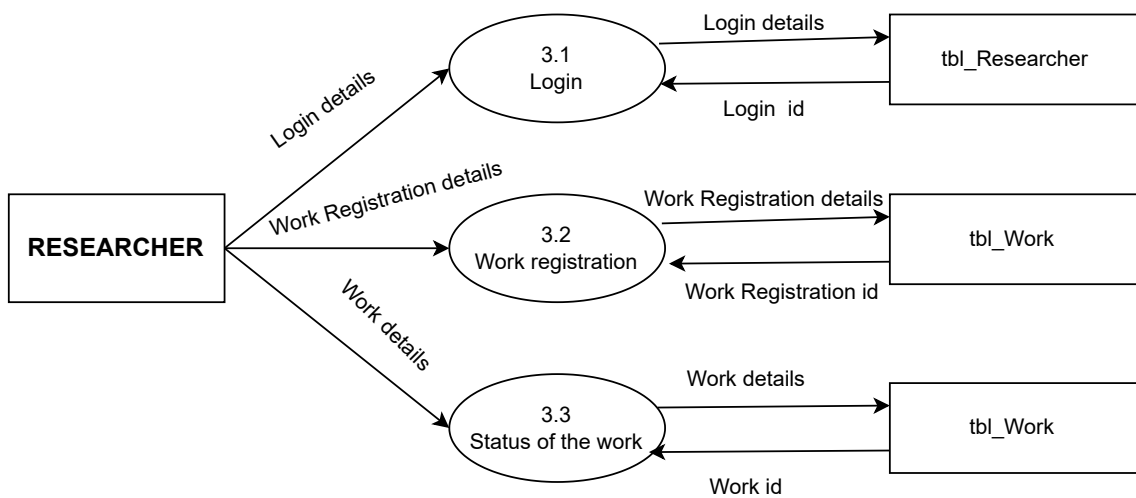 Login details
3.1
Login
Login details
Login  id
tbl_Researcher
RESEARCHER
Work Registration details
3.2
Work registration
Work Registration details
Work Registration id
tbl_Work
Work details
3.3
Status of the work
Work details
Work id
tbl_Work